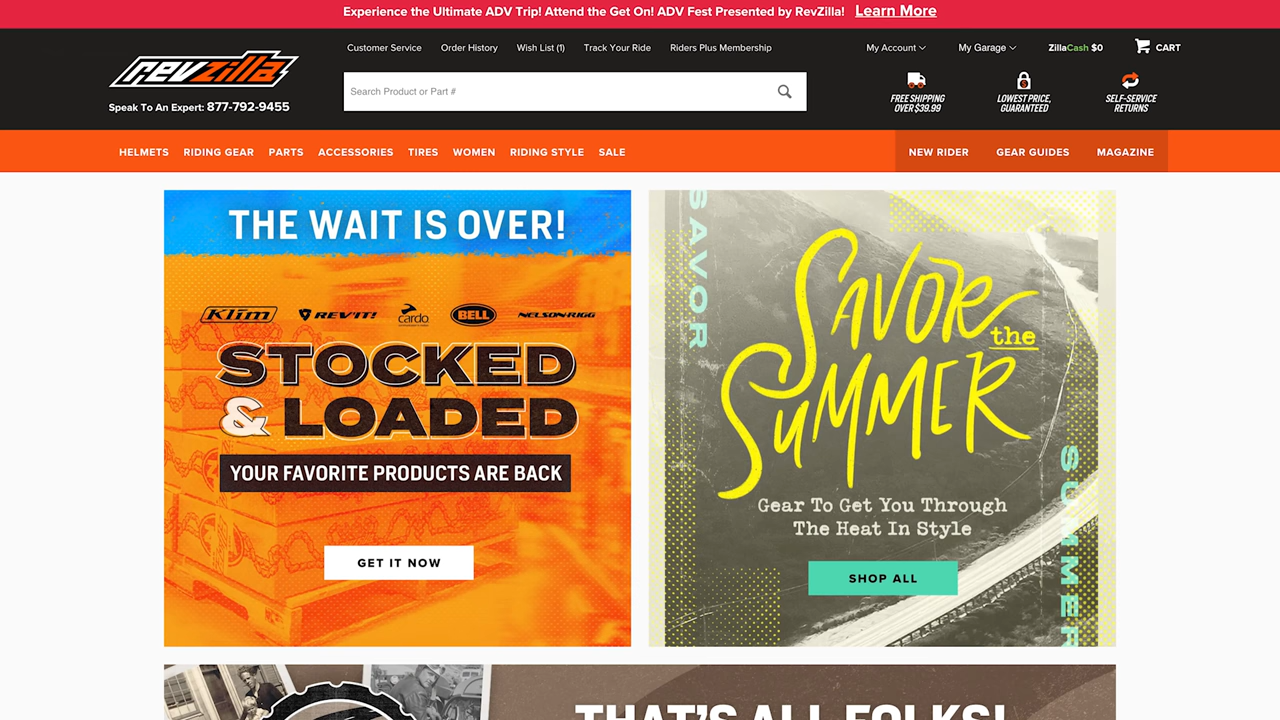 Experience the Ultimate ADV Trip! Attend the Get On! ADV Fest Presented by RevZilla! Learn More
Customer Service Order History Wish List (1) Track Your Ride Riders Plus Membership
My Account My Garage ZillaCash $0 CART
revzilla
Speak To An Expert: 877-792-9455
Search Product or Part #
FREE SHIPPING
OVER $39.99
LOWEST PRICE,
GUARANTEED
SELF-SERVICE
RETURNS
HELMETS RIDING GEAR PARTS ACCESSORIES TIRES WOMEN RIDING STYLE SALE
NEW RIDER GEAR GUIDES MAGAZINE
THE WAIT IS OVER!
KLIM REV'IT! cardo BELL NELSON-RIGG
STOCKED
& LOADED
YOUR FAVORITE PRODUCTS ARE BACK
GET IT NOW
SAVOR
SAVOR
the
SUMMER
Gear To Get You Through
The Heat In Style
SHOP ALL
SUMMER
THAT'S ALL FOLKS!